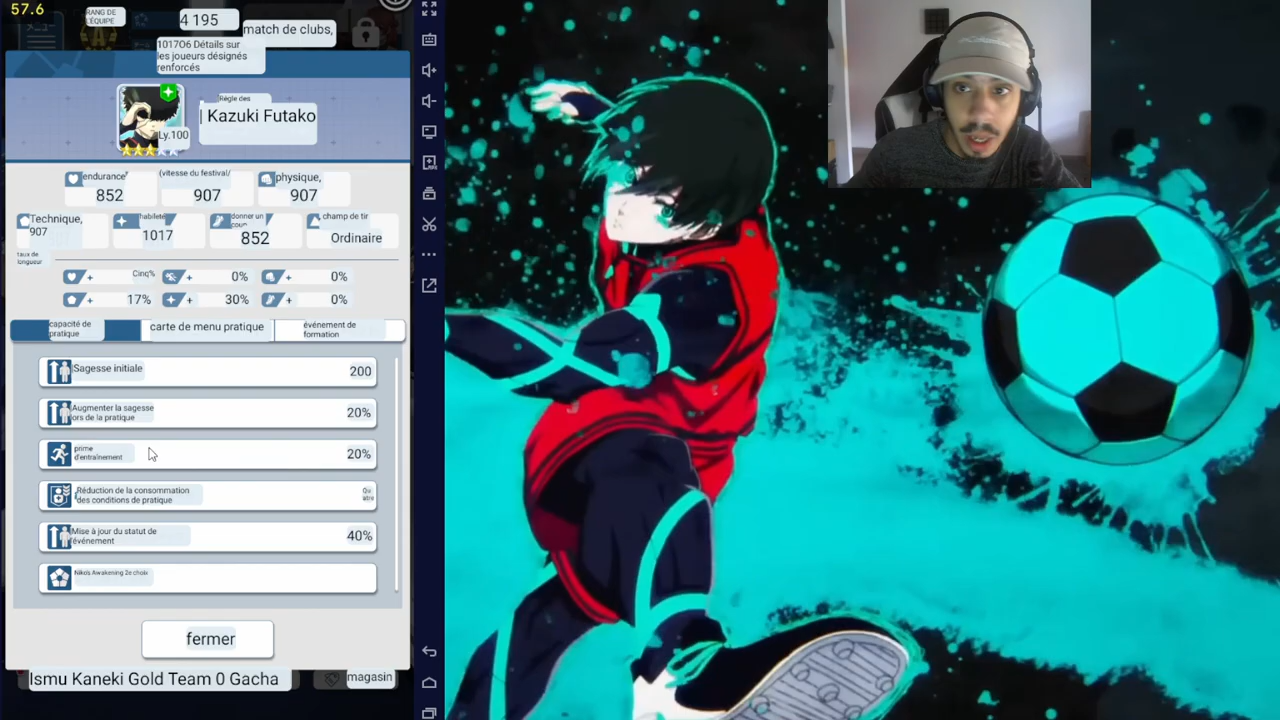 57.6
RANG DE
L'ÉQUIPE
4 195
match de clubs,
101706 Détails sur
les joueurs désignés
renforcés
Règle des
| Kazuki Futako
Ly.100
endurance'
852
(vitesse du festival/
907
physique,
907
Technique,
907
habileté
1017
donner un
coup
852
champ de tir
Ordinaire
taux de
longueur
+ Cinq%
+ 0%
+ 0%
+ 17%
+ 30%
+ 0%
capacité de
pratique
carte de menu pratique
événement de
formation
Sagesse initiale
200
Augmenter la sagesse
lors de la pratique
20%
prime
d'entraînement
20%
Réduction de la consommation
des conditions de pratique
Qu
atre
Mise à jour du statut de
l'événement
40%
Niko's Awakening 2e choix
fermer
Ismu Kaneki Gold Team 0 Gacha
magasin